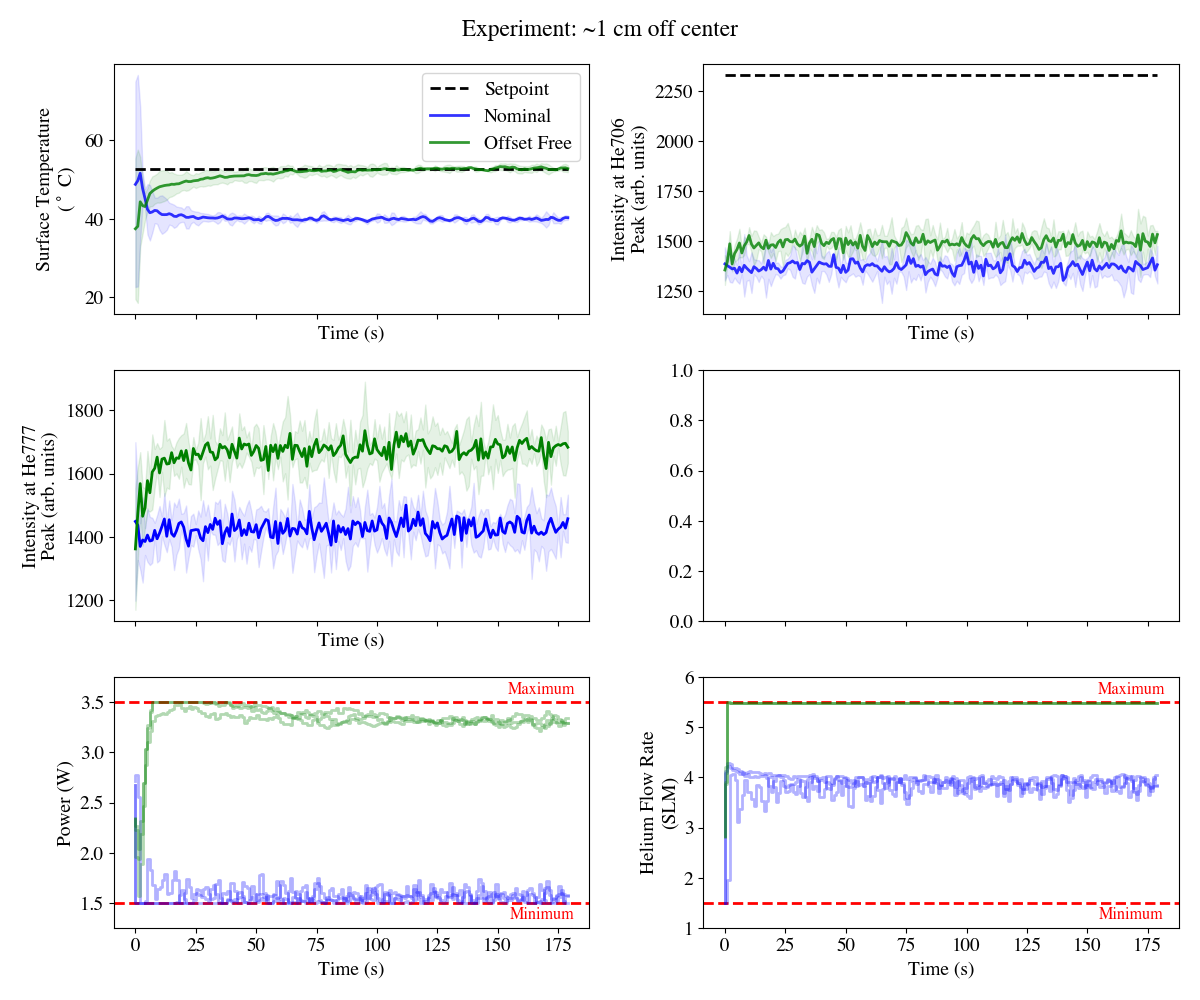 Experiment: ~1 cm off center
Surface Temperature
(°C)
60
40
20
Setpoint
Nominal
Offset Free
Time (s)
Intensity at He706
Peak (arb. units)
2250
2000
1750
1500
1250
Time (s)
Intensity at He777
Peak (arb. units)
1800
1600
1400
1200
Time (s)
1.0
0.8
0.6
0.4
0.2
0.0
Power (W)
3.5
3.0
2.5
2.0
1.5
Maximum
Minimum
0 25 50 75 100 125 150 175
Time (s)
Helium Flow Rate
(SLM)
6
5
4
3
2
1
Maximum
Minimum
0 25 50 75 100 125 150 175
Time (s)